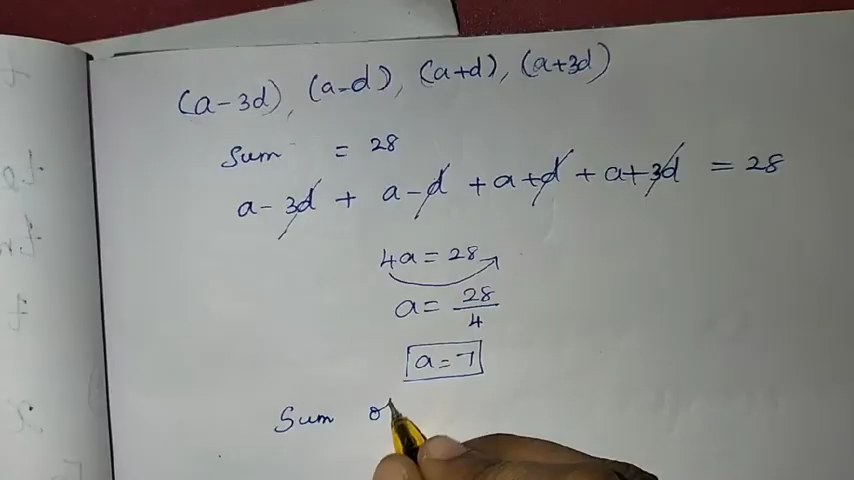 (a-3d), (a-d), (a+d), (a+3d)
Sum = 28
a-3d + a-d + a+d + a+3d = 28
4a = 28
a = 28/4
a = 7
Sum o